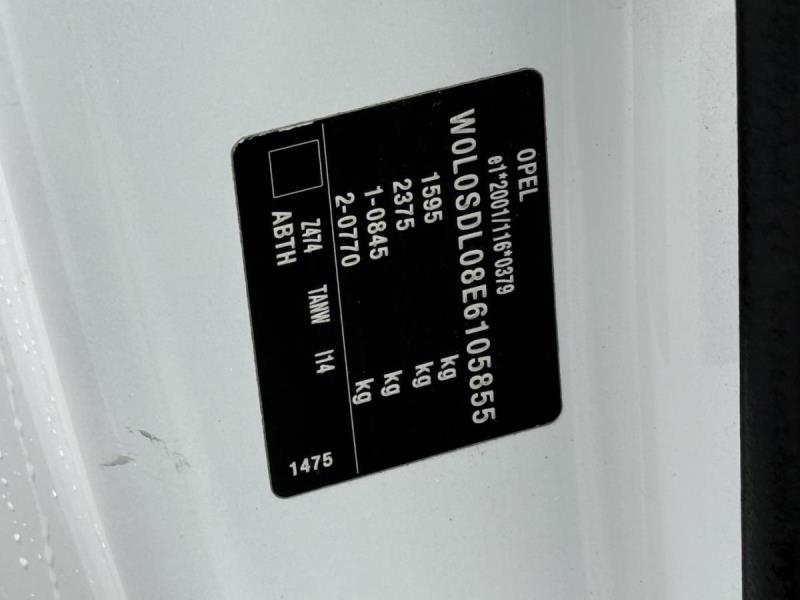 OPEL
e1*2001/116*0379
W0L0SDL08E6105855
1595 kg
2375 kg
1-0845 kg
2-0770 kg
Z474 TANW I14
ABTH 1475